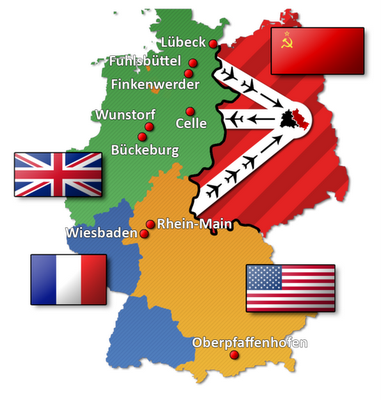 Lübeck
Fuhlsbüttel
Finkenwerder
Wunstorf
Celle
Bückeburg
Rhein-Main
Wiesbaden
Oberpfaffenhofen